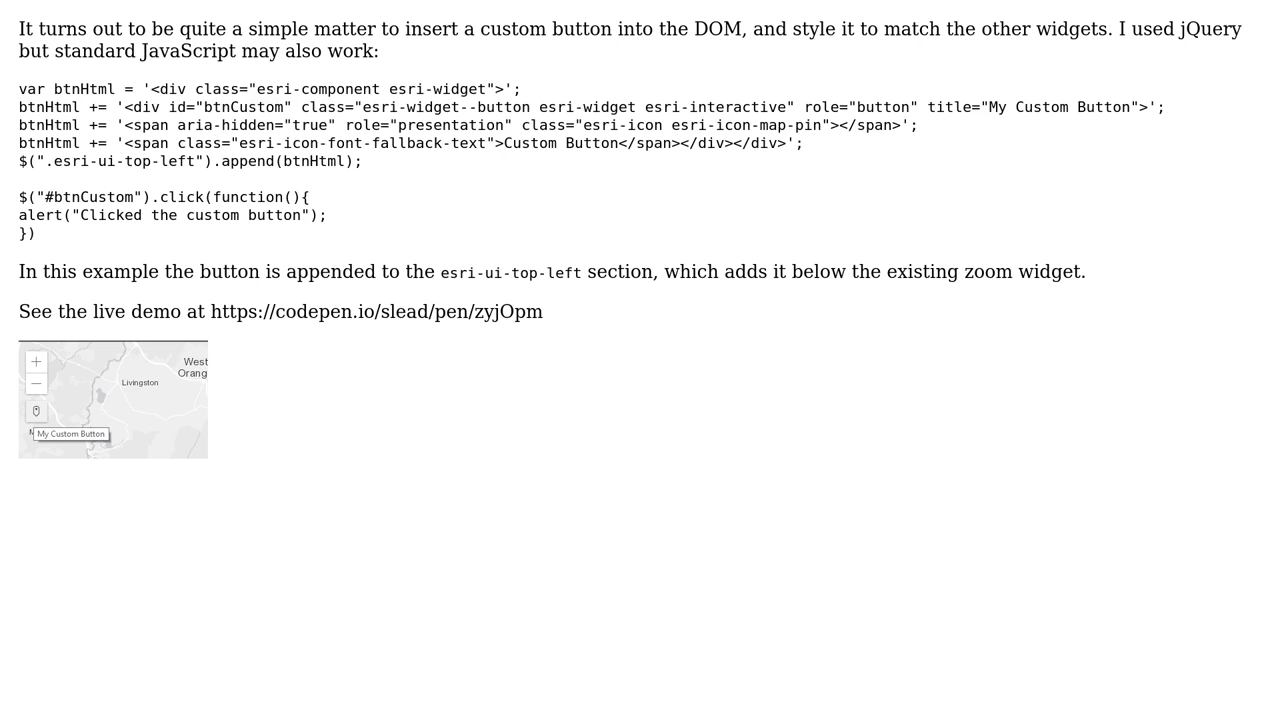 It turns out to be quite a simple matter to insert a custom button into the DOM, and style it to match the other widgets. I used jQuery
but standard JavaScript may also work:
var btnHtml = '<div class="esri-component esri-widget">';
btnHtml += '<div id="btnCustom" class="esri-widget--button esri-widget esri-interactive" role="button" title="My Custom Button">';
btnHtml += '<span aria-hidden="true" role="presentation" class="esri-icon esri-icon-map-pin"></span>';
btnHtml += '<span class="esri-icon-font-fallback-text">Custom Button</span></div></div>';
$(".esri-ui-top-left").append(btnHtml);
$("#btnCustom").click(function(){
alert("Clicked the custom button");
})
In this example the button is appended to the esri-ui-top-left section, which adds it below the existing zoom widget.
See the live demo at https://codepen.io/slead/pen/zyjOpm
West
Orang
Livingston
My Custom Button